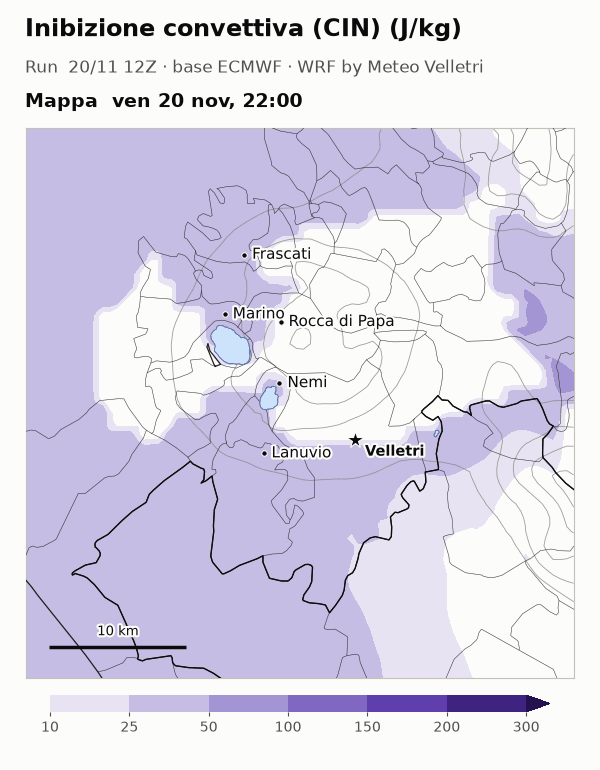 Inibizione convettiva (CIN) (J/kg)
Run  20/11 12Z · base ECMWF · WRF by Meteo Velletri
Mappa  ven 20 nov, 22:00
Frascati
Marino
Rocca di Papa
Nemi
Velletri
Lanuvio
10 km
10 25 50 100 150 200 300